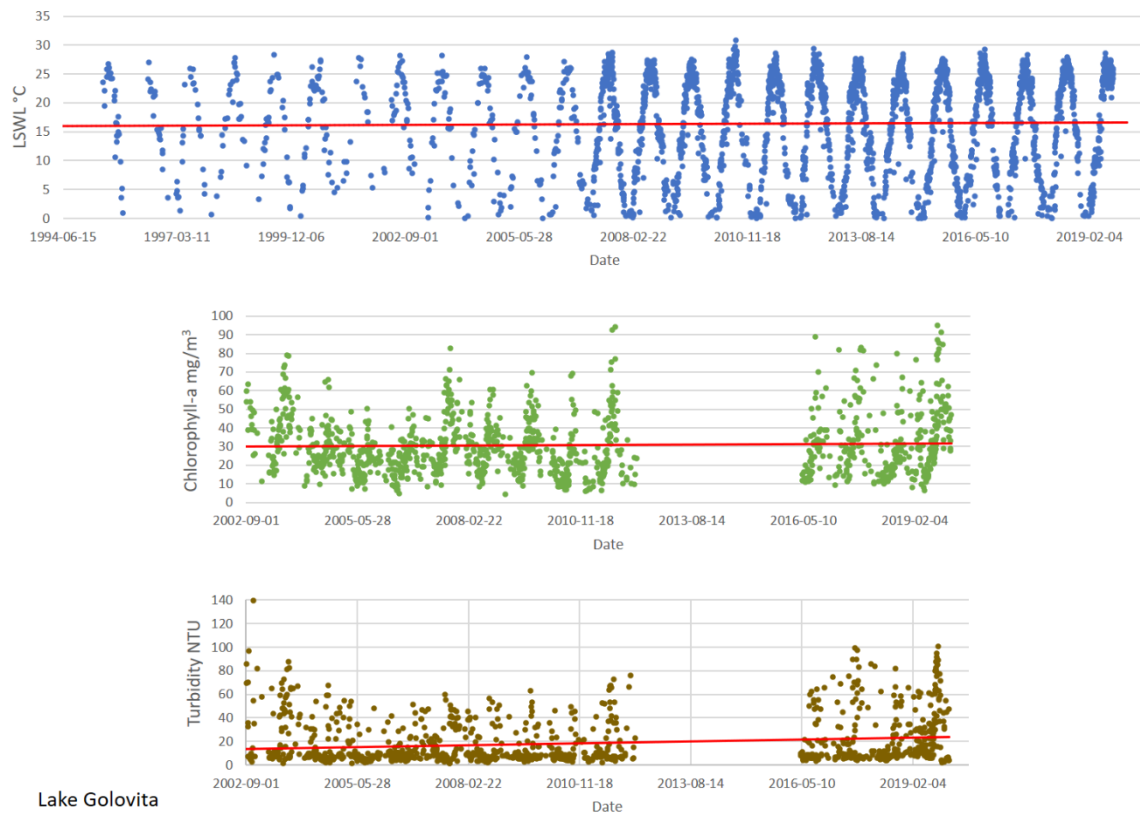 35
30
25
20
15
10
5
0
LSWL °C
1994-06-15 1997-03-11 1999-12-06 2002-09-01 2005-05-28 2008-02-22 2010-11-18 2013-08-14 2016-05-10 2019-02-04
Date
100
90
80
70
60
50
40
30
20
10
0
Chlorophyll-a mg/m³
2002-09-01 2005-05-28 2008-02-22 2010-11-18 2013-08-14 2016-05-10 2019-02-04
Date
140
120
100
80
60
40
20
0
Turbidity NTU
2002-09-01 2005-05-28 2008-02-22 2010-11-18 2013-08-14 2016-05-10 2019-02-04
Date
Lake Golovita